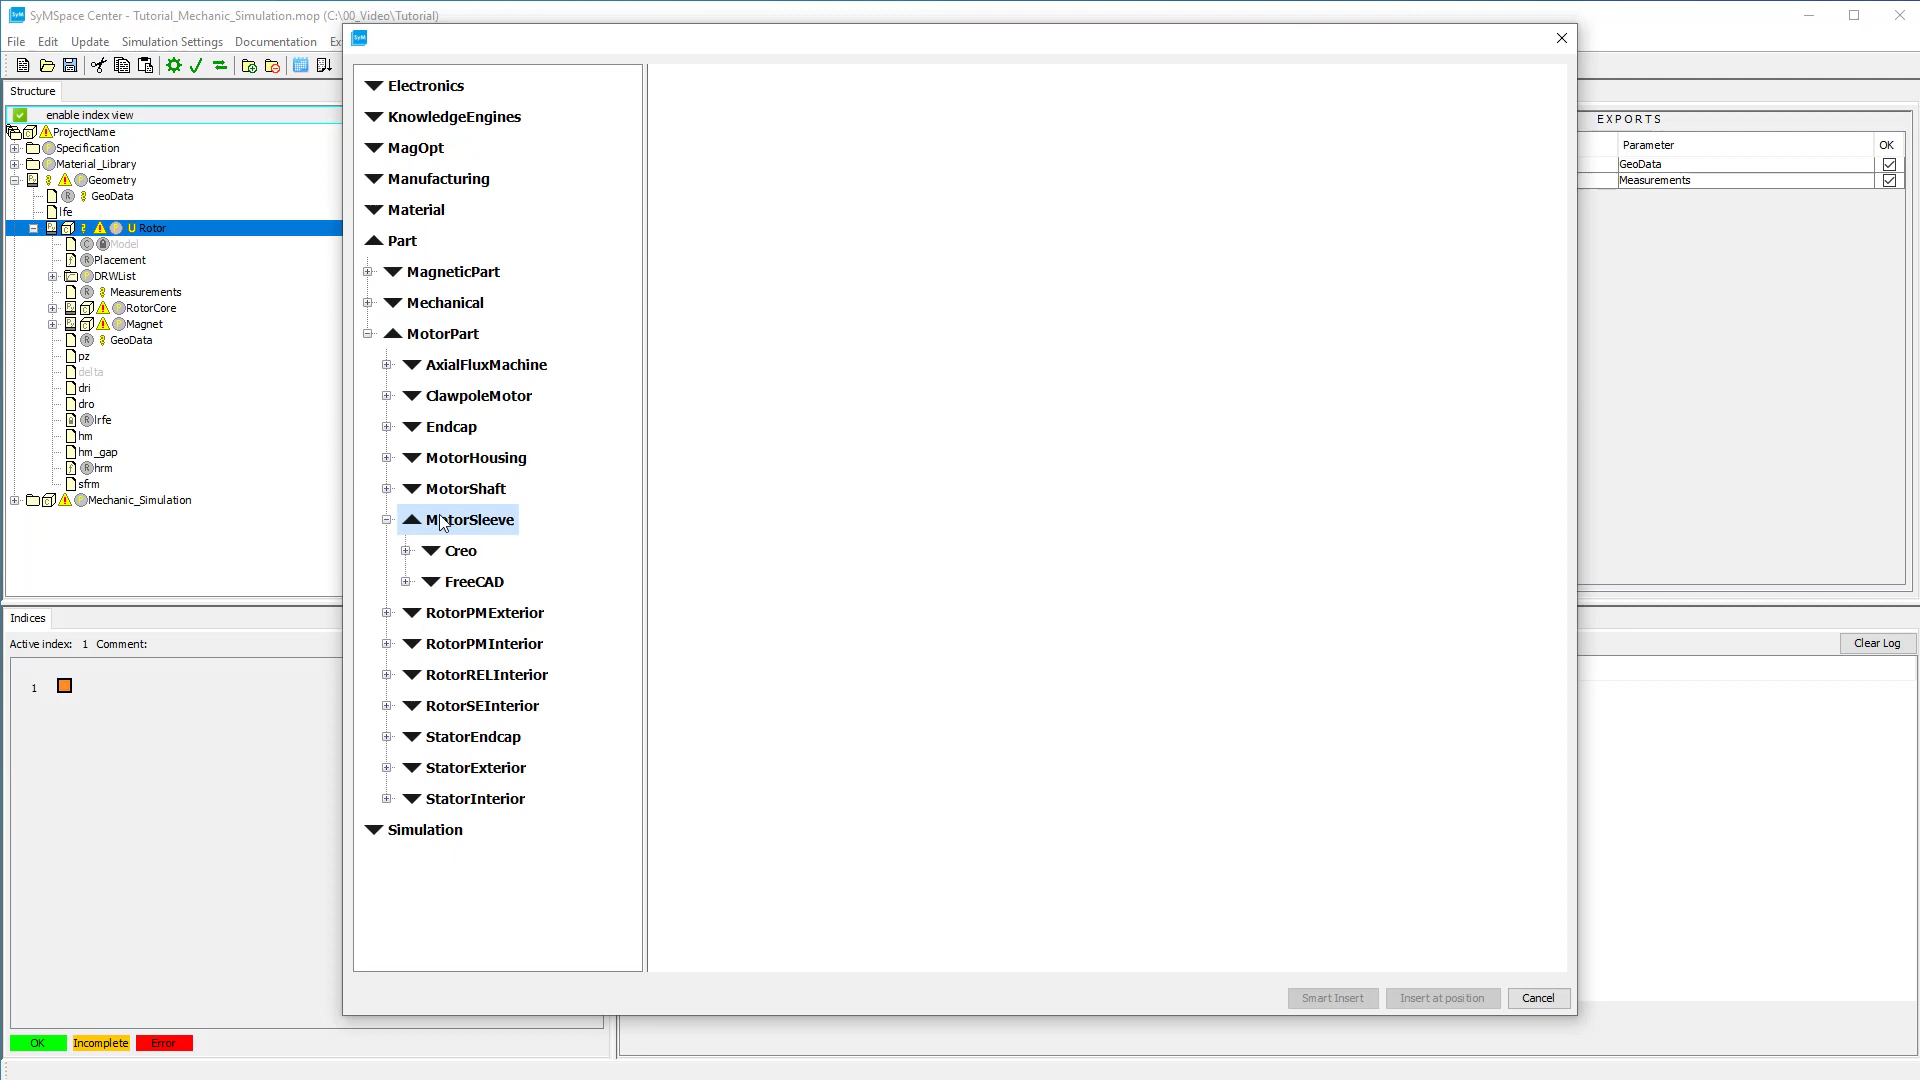 SyMSpace Center - Tutorial_Mechanic_Simulation.mop (C:\00_Video\Tutorial)
File Edit Update Simulation Settings Documentation Ex
Structure
enable index view
ProjectName
Specification
Material_Library
Geometry
GeoData
lfe
Rotor
Model
Placement
DRWList
Measurements
RotorCore
Magnet
GeoData
pz
delta
dri
dro
lrfe
hm
hm_gap
hrm
sfrm
Mechanic_Simulation
Electronics
KnowledgeEngines
MagOpt
Manufacturing
Material
Part
MagneticPart
Mechanical
MotorPart
AxialFluxMachine
ClawpoleMotor
Endcap
MotorHousing
MotorShaft
MotorSleeve
Creo
FreeCAD
RotorPMExterior
RotorPMInterior
RotorRELInterior
RotorSEInterior
StatorEndcap
StatorExterior
StatorInterior
Simulation
Smart Insert Insert at position Cancel
EXPORTS
Parameter OK
GeoData
Measurements
Clear Log
Indices
Active index: 1 Comment:
1
OK Incomplete Error